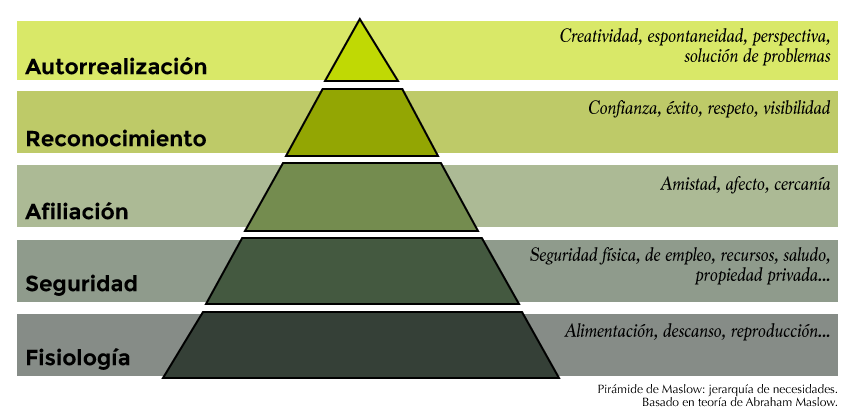 Autorrealización
Creatividad, espontaneidad, perspectiva,
solución de problemas
Reconocimiento
Confianza, éxito, respeto, visibilidad
Afiliación
Amistad, afecto, cercanía
Seguridad
Seguridad física, de empleo, recursos, saludo,
propiedad privada...
Fisiología
Alimentación, descanso, reproducción...
Pirámide de Maslow: jerarquía de necesidades.
Basado en teoría de Abraham Maslow.